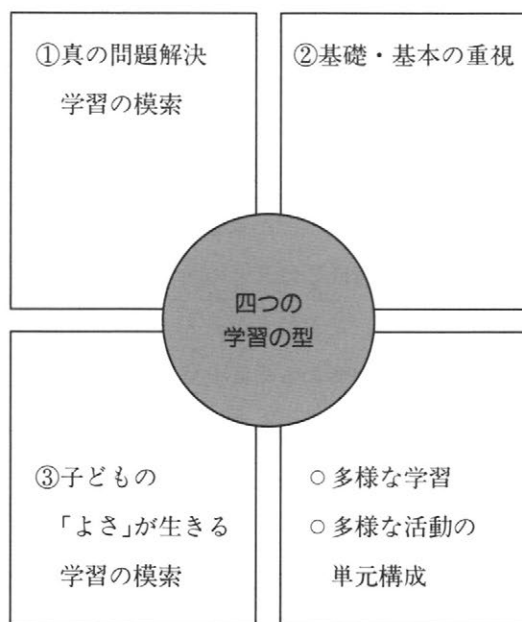 ①真の問題解決
学習の模索
②基礎・基本の重視
四つの
学習の型
③子どもの
「よさ」が生きる
学習の模索
○ 多様な学習
○ 多様な活動の
単元構成